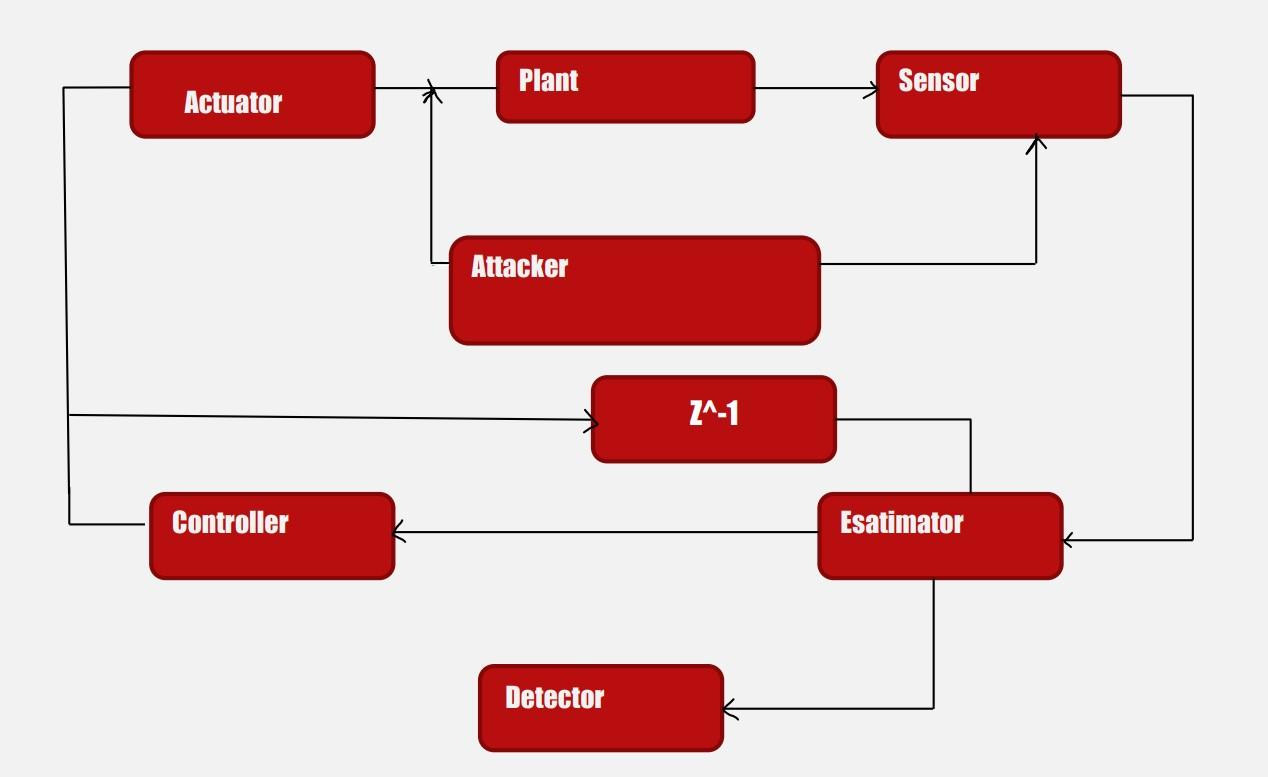 Actuator
Plant
Sensor
Attacker
Z^-1
Controller
Esatimator
Detector